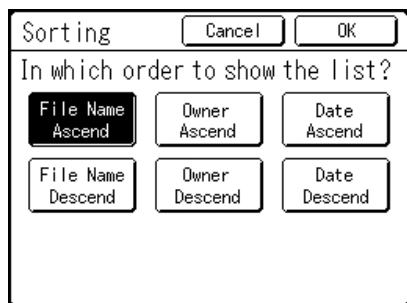 Sorting Cancel OK
In which order to show the list?
File Name Owner Date
Ascend Ascend Ascend
File Name Owner Date
Descend Descend Descend